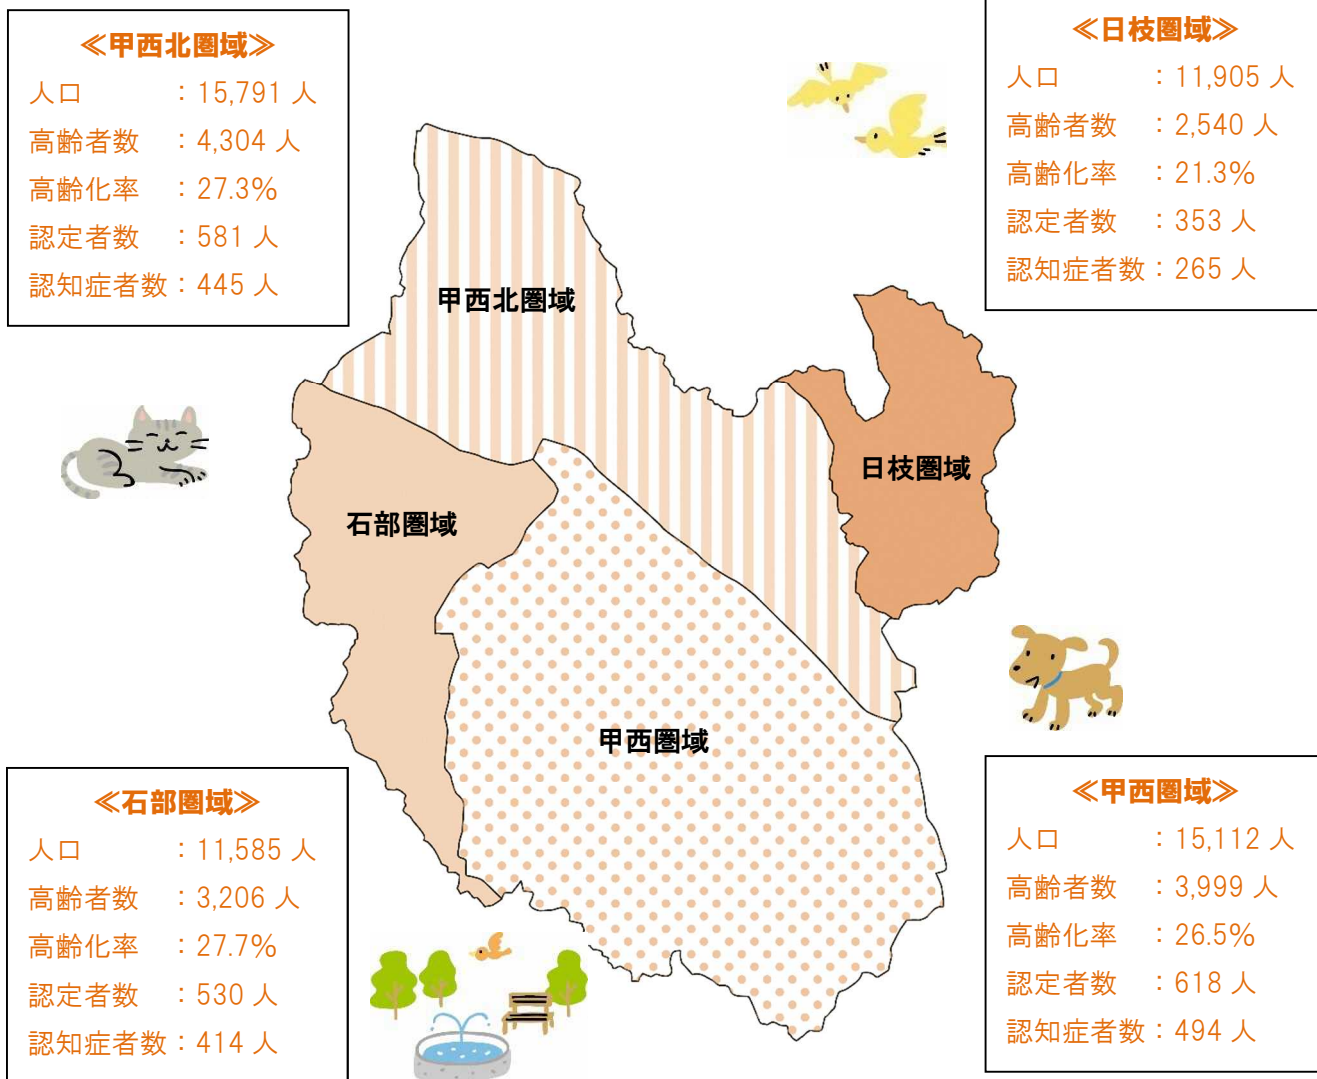 ≪甲西北圏域≫
人口　　　：15,791 人
高齢者数　：4,304 人
高齢化率　：27.3%
認定者数　：581 人
認知症者数：445 人
≪日枝圏域≫
人口　　　：11,905 人
高齢者数　：2,540 人
高齢化率　：21.3%
認定者数　：353 人
認知症者数：265 人
甲西北圏域
日枝圏域
石部圏域
甲西圏域
≪石部圏域≫
人口　　　：11,585 人
高齢者数　：3,206 人
高齢化率　：27.7%
認定者数　：530 人
認知症者数：414 人
≪甲西圏域≫
人口　　　：15,112 人
高齢者数　：3,999 人
高齢化率　：26.5%
認定者数　：618 人
認知症者数：494 人